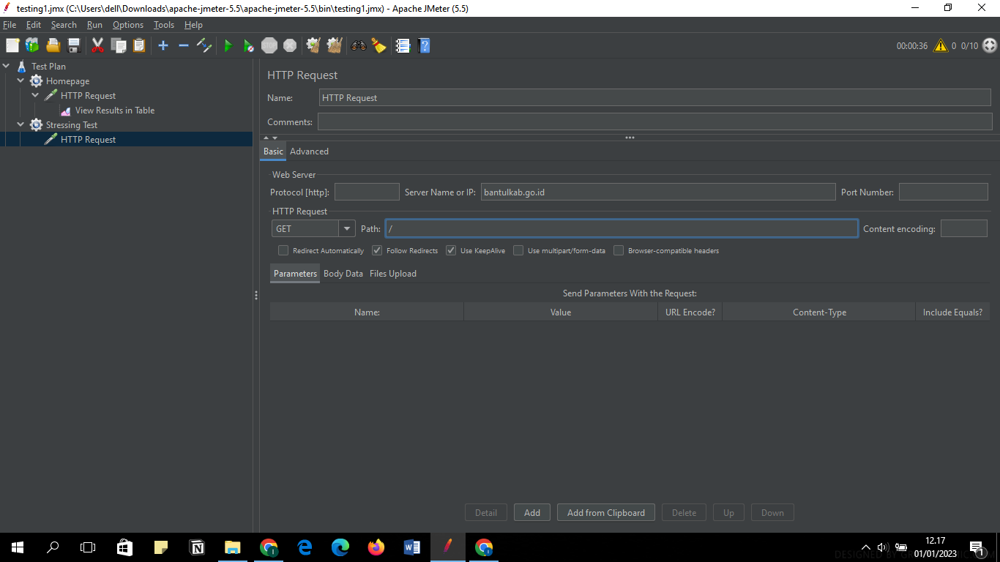 testing1.jmx (C:\Users\dell\Downloads\apache-jmeter-5.5\apache-jmeter-5.5\bin\testing1.jmx) - Apache JMeter (5.5)
File Edit Search Run Options Tools Help
STOP 00:00:36 0 0/10
Test Plan
Homepage
HTTP Request
View Results in Table
Stressing Test
HTTP Request
HTTP Request
Name: HTTP Request
Comments:
Basic Advanced
Web Server
Protocol [http]: Server Name or IP: bantulkab.go.id Port Number:
HTTP Request
GET Path: / Content encoding:
Redirect Automatically Follow Redirects Use KeepAlive Use multipart/form-data Browser-compatible headers
Parameters Body Data Files Upload
Send Parameters With the Request:
Name: Value URL Encode? Content-Type Include Equals?
Detail Add Add from Clipboard Delete Up Down
12.17
01/01/2023
1